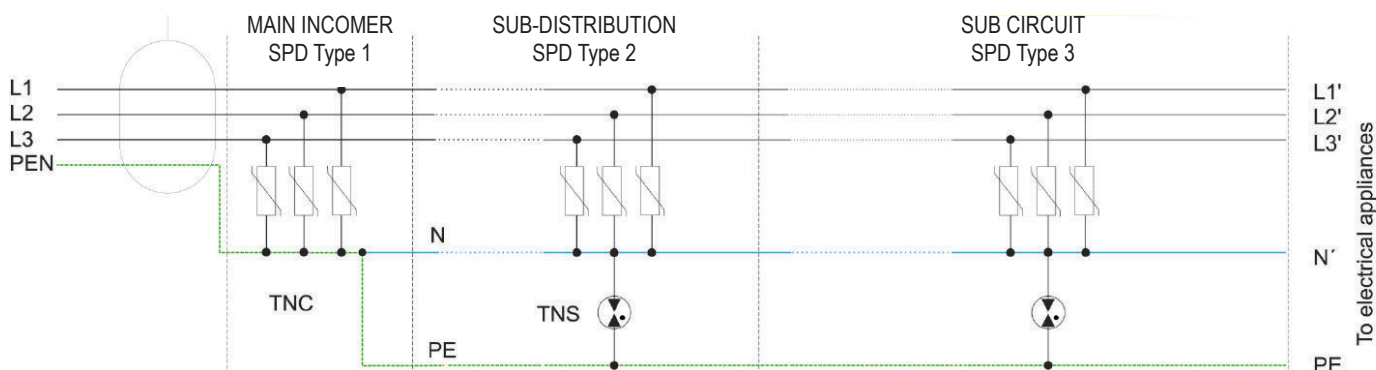 MAIN INCOMER
SPD Type 1
SUB-DISTRIBUTION
SPD Type 2
SUB CIRCUIT
SPD Type 3
L1
L2
L3
PEN
N
TNC
TNS
PE
L1'
L2'
L3'
N´
PE
To electrical appliances